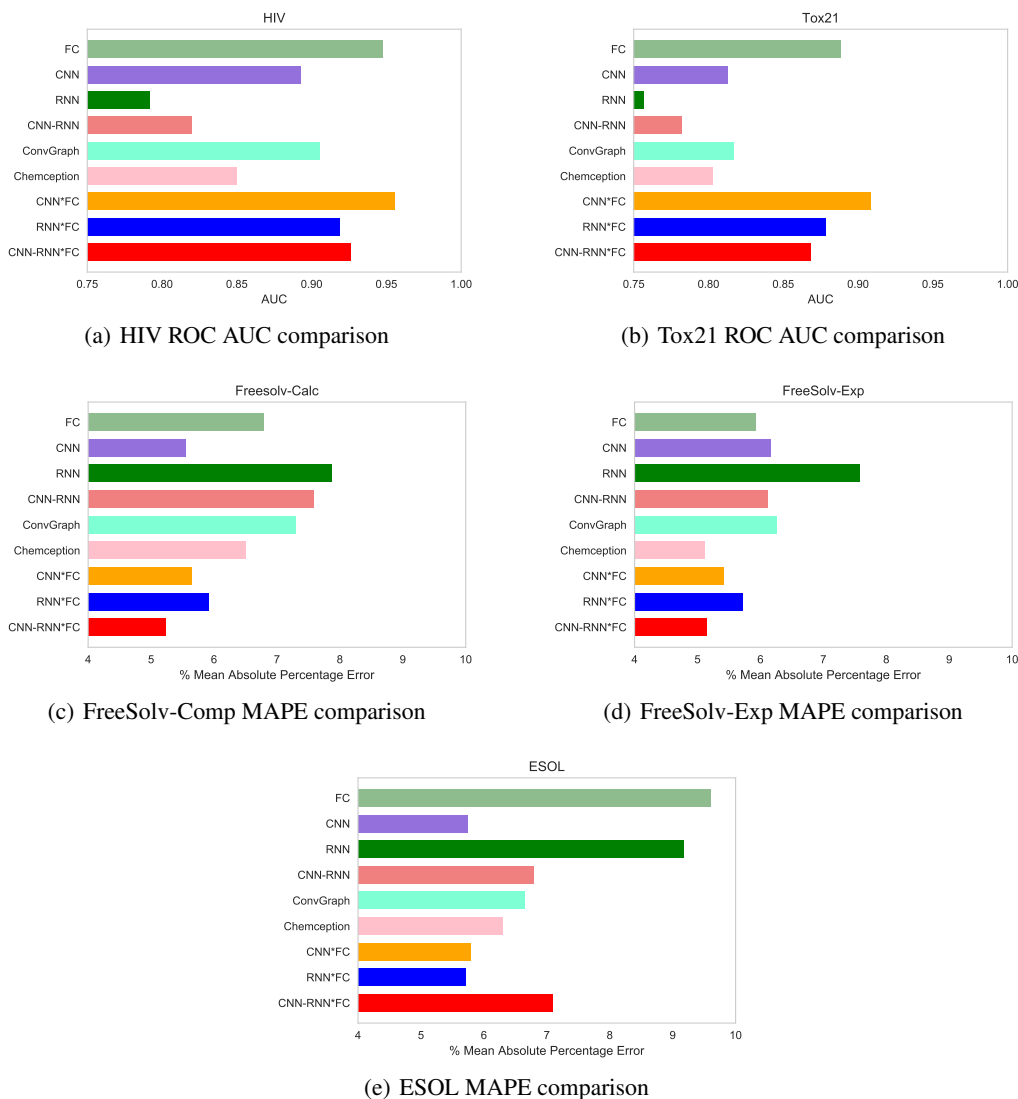 HIV
FC
CNN
RNN
CNN-RNN
ConvGraph
Chemception
CNN*FC
RNN*FC
CNN-RNN*FC
0.75 0.80 0.85 0.90 0.95 1.00
AUC
(a) HIV ROC AUC comparison
Tox21
FC
CNN
RNN
CNN-RNN
ConvGraph
Chemception
CNN*FC
RNN*FC
CNN-RNN*FC
0.75 0.80 0.85 0.90 0.95 1.00
AUC
(b) Tox21 ROC AUC comparison
Freesolv-Calc
FC
CNN
RNN
CNN-RNN
ConvGraph
Chemception
CNN*FC
RNN*FC
CNN-RNN*FC
4 5 6 7 8 9 10
% Mean Absolute Percentage Error
(c) FreeSolv-Comp MAPE comparison
FreeSolv-Exp
FC
CNN
RNN
CNN-RNN
ConvGraph
Chemception
CNN*FC
RNN*FC
CNN-RNN*FC
4 5 6 7 8 9 10
% Mean Absolute Percentage Error
(d) FreeSolv-Exp MAPE comparison
ESOL
FC
CNN
RNN
CNN-RNN
ConvGraph
Chemception
CNN*FC
RNN*FC
CNN-RNN*FC
4 5 6 7 8 9 10
% Mean Absolute Percentage Error
(e) ESOL MAPE comparison